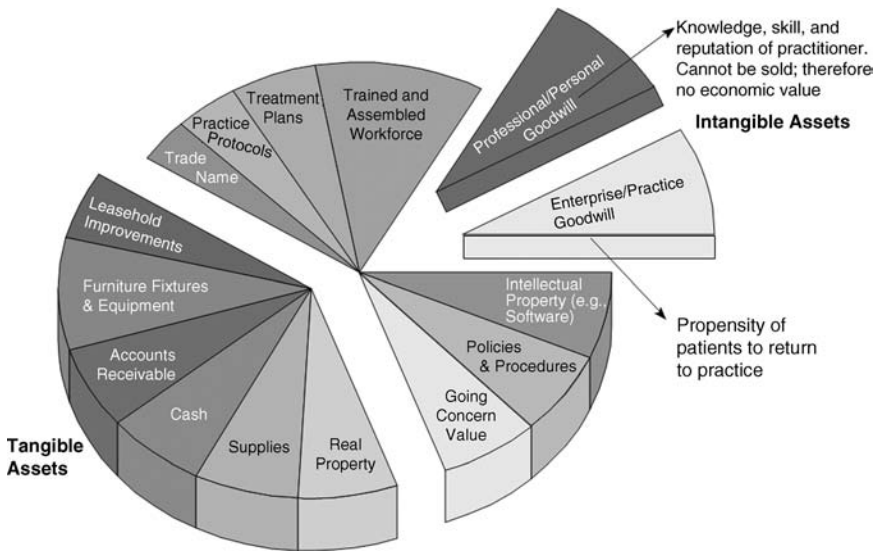 Knowledge, skill, and
reputation of practitioner.
Cannot be sold; therefore
no economic value
Intangible Assets
Professional/Personal
Goodwill
Enterprise/Practice
Goodwill
Propensity of
patients to return
to practice
Trained and
Assembled
Workforce
Treatment
Plans
Practice
Protocols
Trade
Name
Leasehold
Improvements
Furniture Fixtures
& Equipment
Accounts
Receivable
Cash
Supplies
Real
Property
Tangible
Assets
Intellectual
Property (e.g.,
Software)
Policies
& Procedures
Going
Concern
Value